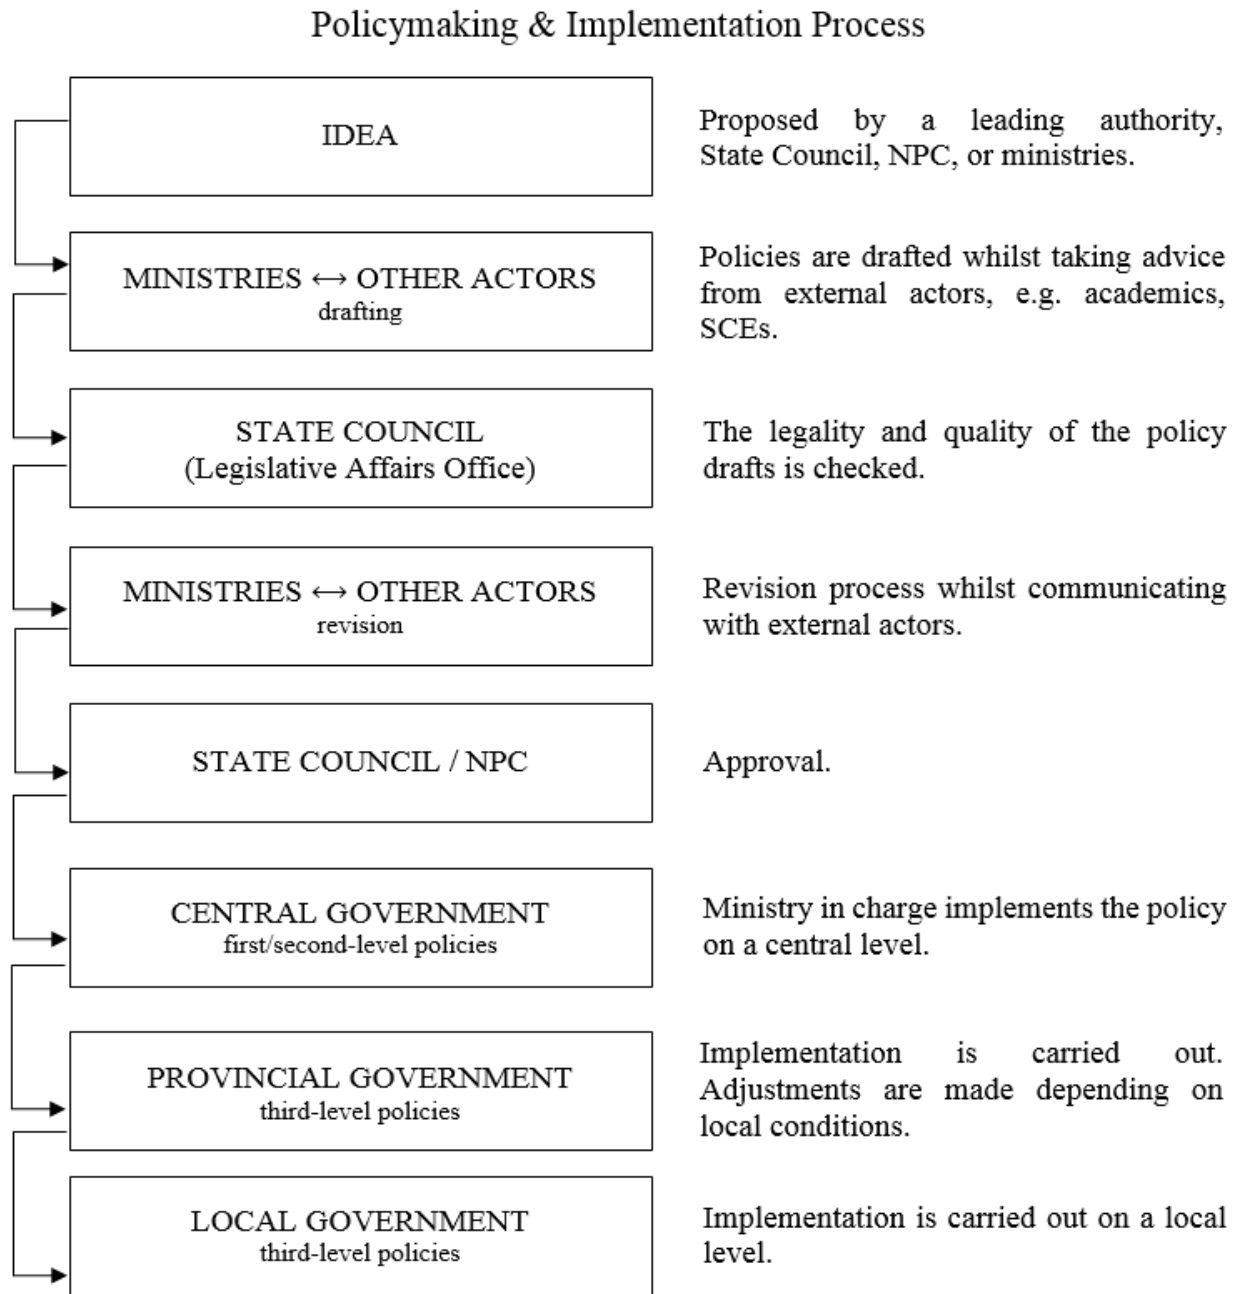 Policymaking & Implementation Process
IDEA
Proposed by a leading authority,
State Council, NPC, or ministries.
MINISTRIES ↔ OTHER ACTORS
drafting
Policies are drafted whilst taking advice
from external actors, e.g. academics,
SCEs.
STATE COUNCIL
(Legislative Affairs Office)
The legality and quality of the policy
drafts is checked.
MINISTRIES ↔ OTHER ACTORS
revision
Revision process whilst communicating
with external actors.
STATE COUNCIL / NPC
Approval.
CENTRAL GOVERNMENT
first/second-level policies
Ministry in charge implements the policy
on a central level.
PROVINCIAL GOVERNMENT
third-level policies
Implementation is carried out.
Adjustments are made depending on
local conditions.
LOCAL GOVERNMENT
third-level policies
Implementation is carried out on a local
level.